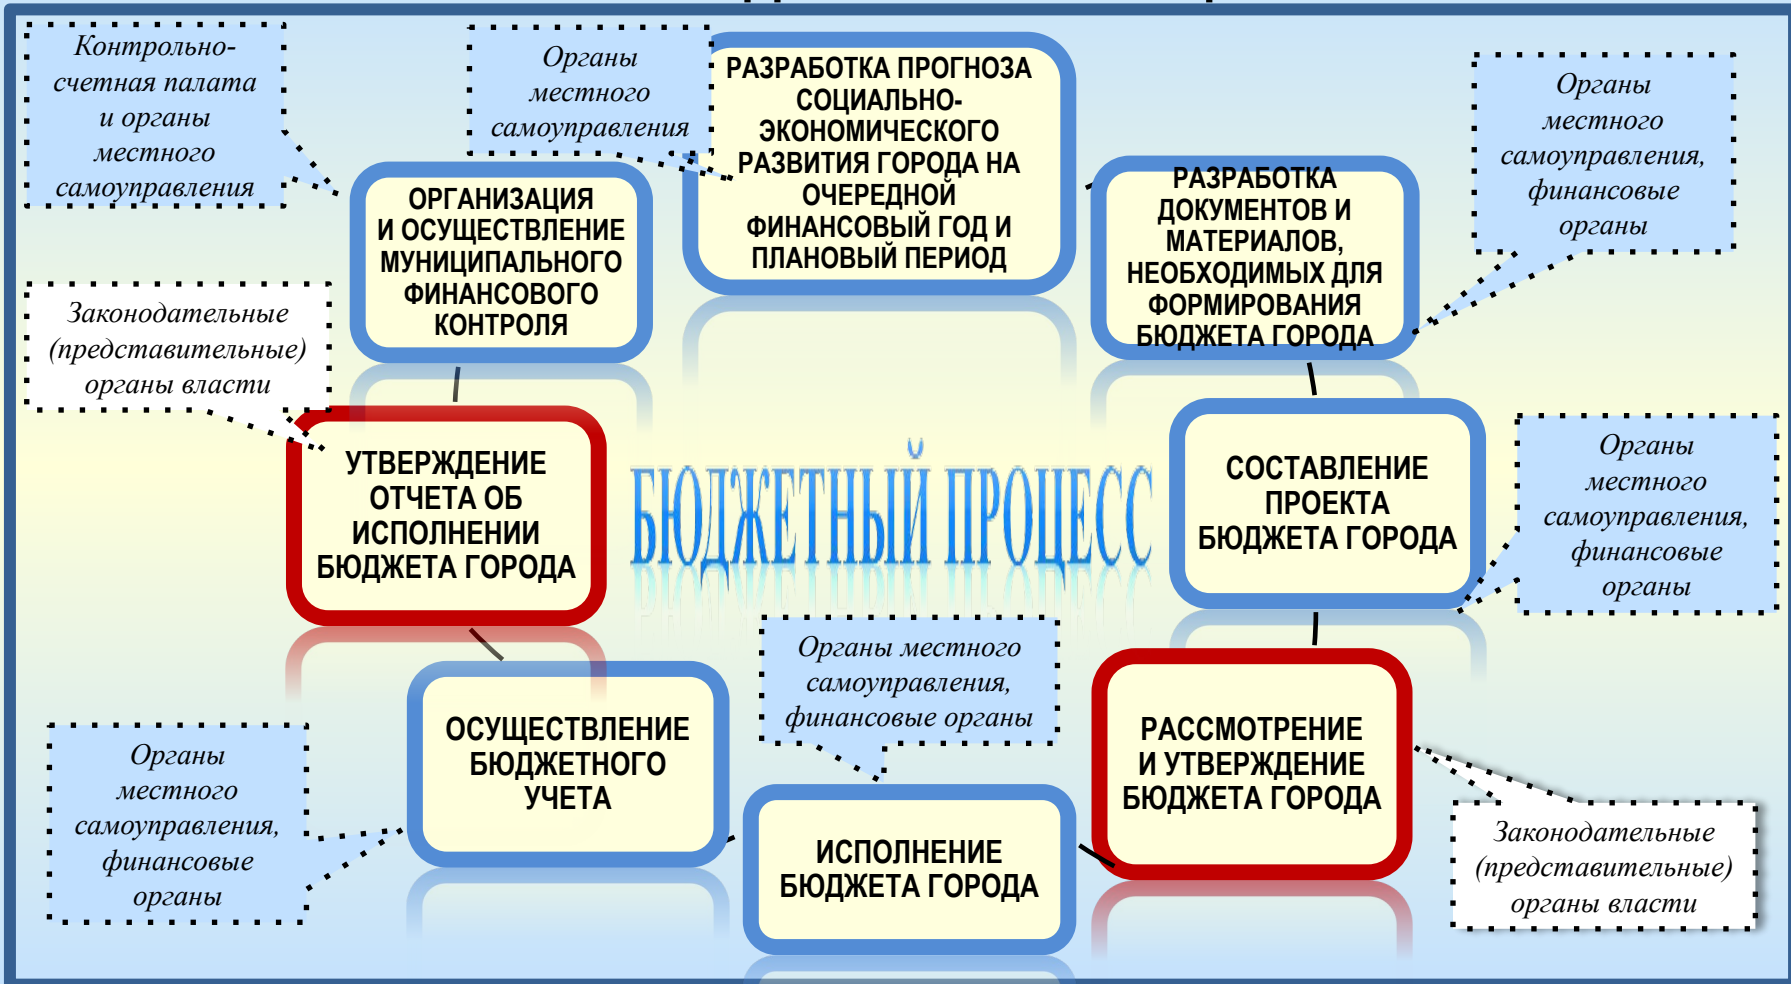 Контрольно-
счетная палата
и органы
местного
самоуправления
Органы
местного
самоуправления
РАЗРАБОТКА ПРОГНОЗА
СОЦИАЛЬНО-
ЭКОНОМИЧЕСКОГО
РАЗВИТИЯ ГОРОДА НА
ОЧЕРЕДНОЙ
ФИНАНСОВЫЙ ГОД И
ПЛАНОВЫЙ ПЕРИОД
Органы
местного
самоуправления,
финансовые
органы
ОРГАНИЗАЦИЯ
И ОСУЩЕСТВЛЕНИЕ
МУНИЦИПАЛЬНОГО
ФИНАНСОВОГО
КОНТРОЛЯ
РАЗРАБОТКА
ДОКУМЕНТОВ И
МАТЕРИАЛОВ,
НЕОБХОДИМЫХ ДЛЯ
ФОРМИРОВАНИЯ
БЮДЖЕТА ГОРОДА
Законодательные
(представительные)
органы власти
УТВЕРЖДЕНИЕ
ОТЧЕТА ОБ
ИСПОЛНЕНИИ
БЮДЖЕТА ГОРОДА
БЮДЖЕТНЫЙ ПРОЦЕСС
СОСТАВЛЕНИЕ
ПРОЕКТА
БЮДЖЕТА ГОРОДА
Органы
местного
самоуправления,
финансовые
органы
Органы местного
самоуправления,
финансовые органы
ОСУЩЕСТВЛЕНИЕ
БЮДЖЕТНОГО
УЧЕТА
РАССМОТРЕНИЕ
И УТВЕРЖДЕНИЕ
БЮДЖЕТА ГОРОДА
Органы
местного
самоуправления,
финансовые
органы
ИСПОЛНЕНИЕ
БЮДЖЕТА ГОРОДА
Законодательные
(представительные)
органы власти